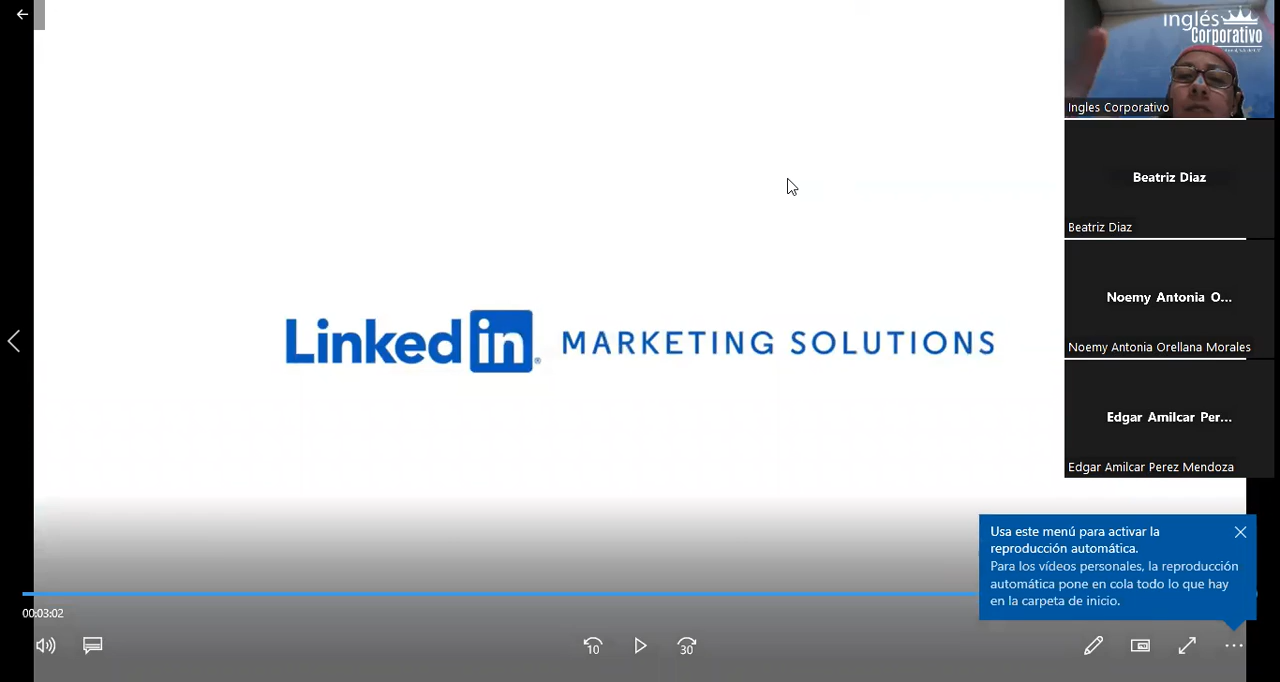 inglés
Corporativo
Ingles Corporativo
Beatriz Diaz
Beatriz Diaz
Noemy Antonia O...
Noemy Antonia Orellana Morales
Edgar Amilcar Per...
Edgar Amilcar Perez Mendoza
Linkedin® MARKETING SOLUTIONS
Usa este menú para activar la
reproducción automática.
Para los vídeos personales, la reproducción
automática pone en cola todo lo que hay
en la carpeta de inicio.
00:03:02
10
30